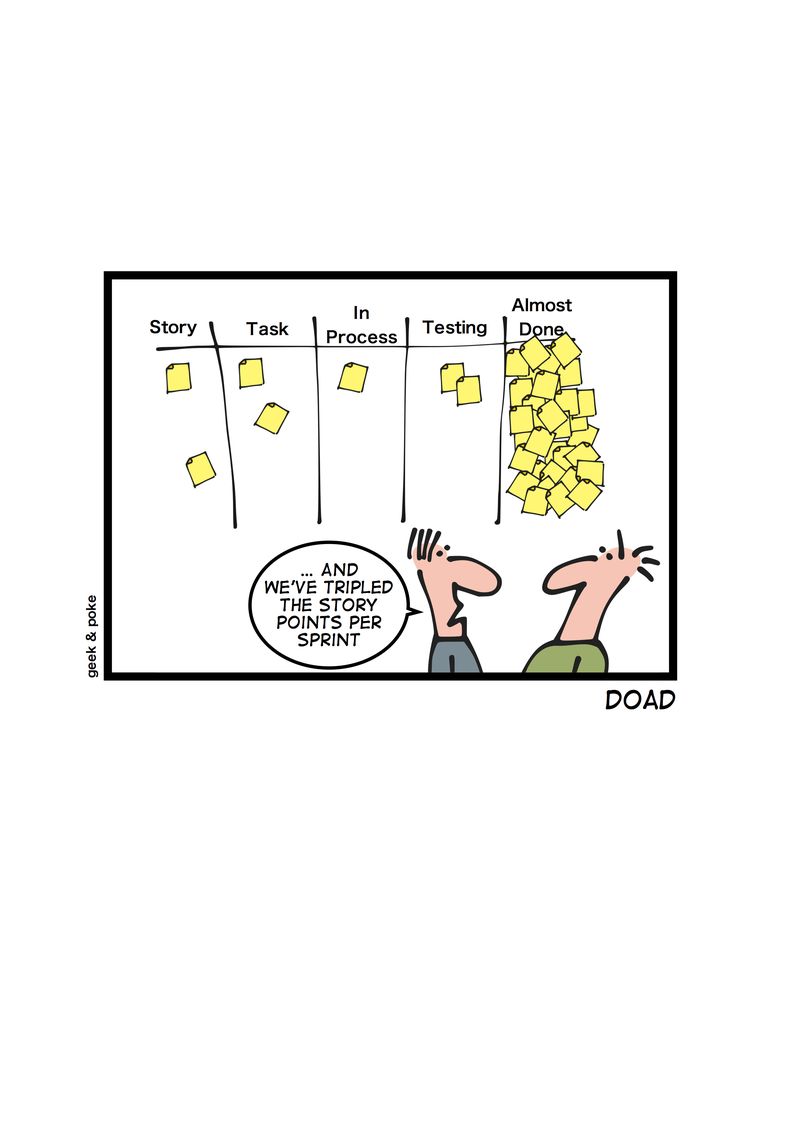 Story
Task
In
Process
Testing
Almost
Done
... AND
WE'VE TRIPLED
THE STORY
POINTS PER
SPRINT
geek & poke
DOAD